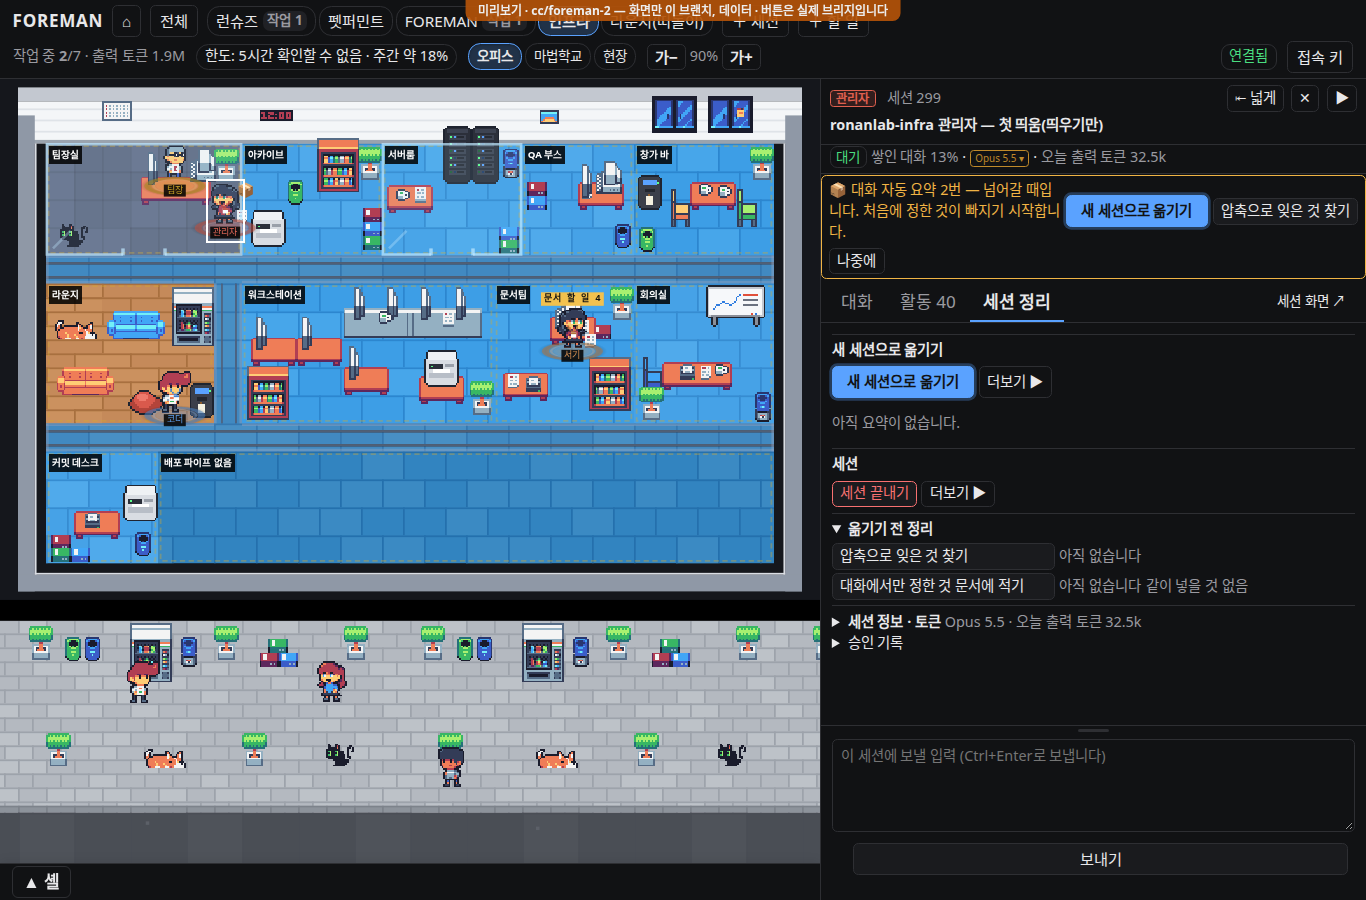 미리보기 · cc/foreman-2 — 화면만 이 브랜치, 데이터 · 버튼은 실제 브리지입니다
FOREMAN ⌂ 전체 런슈즈 작업 1 펫퍼민트 FOREMAN
작업 중 2/7 · 출력 토큰 1.9M 한도: 5시간 확인할 수 없음 · 주간 약 18% 오피스 마법학교 현장 가− 90% 가+ 연결됨 접속 키
12:00
팀장실 아카이브 서버룸 QA 부스 창가 바
팀장
관리자
라운지 워크스테이션 문서팀 문서 할 일 4 회의실
서기
코더
커밋 데스크 배포 파이프 없음
▲ 셸
관리자 세션 299 ⇤ 넓게 ✕ ▶
ronanlab-infra 관리자 — 첫 띄움(띄우기만)
대기 쌓인 대화 13% · Opus 5.5 ▾ · 오늘 출력 토큰 32.5k
📦 대화 자동 요약 2번 — 넘어갈 때입
니다. 처음에 정한 것이 빠지기 시작합니
다.
새 세션으로 옮기기 압축으로 잊은 것 찾기
나중에
대화 활동 40 세션 정리 세션 화면 ↗
새 세션으로 옮기기
새 세션으로 옮기기 더보기 ▶
아직 요약이 없습니다.
세션
세션 끝내기 더보기 ▶
▼ 옮기기 전 정리
압축으로 잊은 것 찾기 아직 없습니다
대화에서만 정한 것 문서에 적기 아직 없습니다 같이 넣을 것 없음
▶ 세션 정보 · 토큰 Opus 5.5 · 오늘 출력 토큰 32.5k
▶ 승인 기록
이 세션에 보낼 입력 (Ctrl+Enter로 보냅니다)
보내기